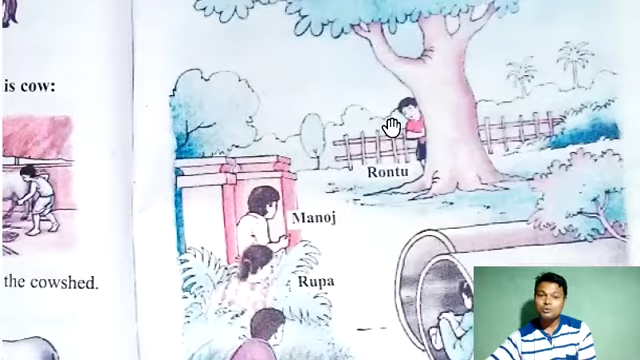 is cow:
the cowshed.
Rontu
Manoj
Rupa